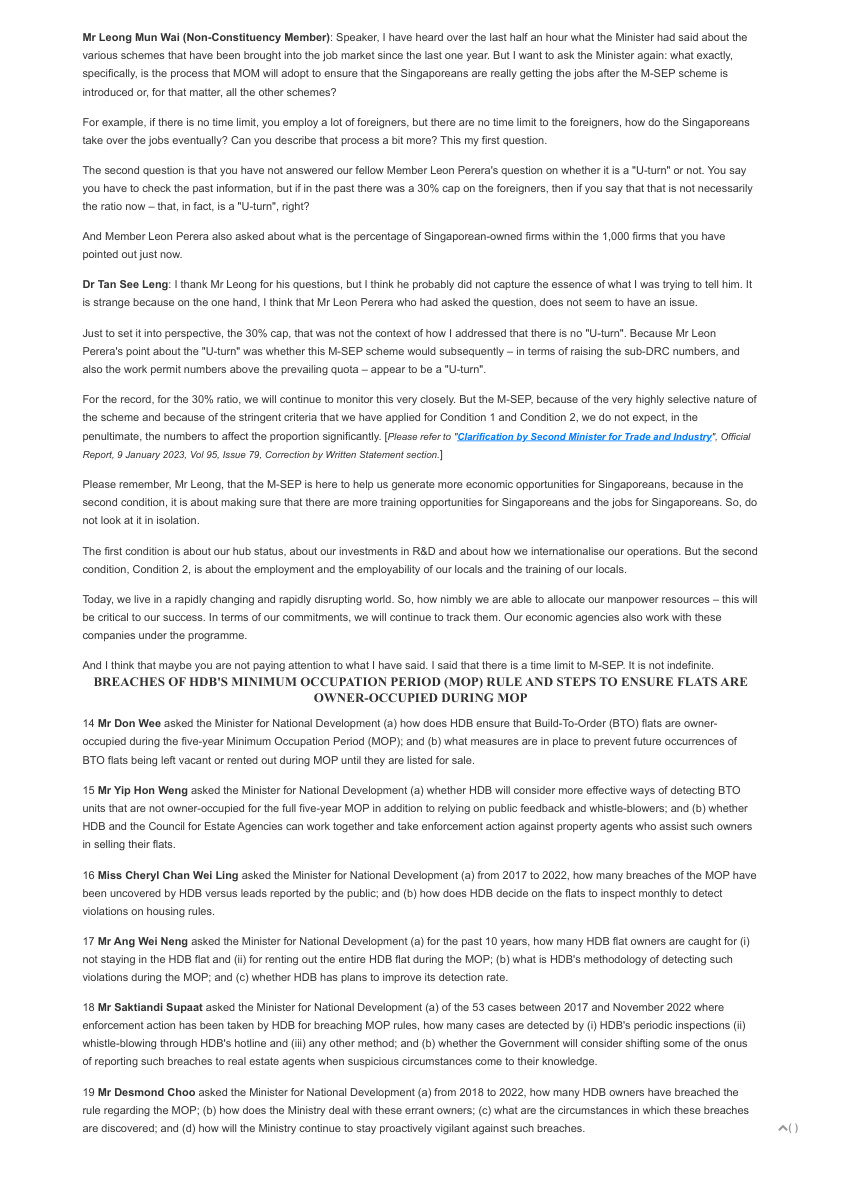 Mr Leong Mun Wai (Non-Constituency Member): Speaker, I have heard over the last half an hour what the Minister had said about the
various schemes that have been brought into the job market since the last one year. But I want to ask the Minister again: what exactly,
specifically, is the process that MOM will adopt to ensure that the Singaporeans are really getting the jobs after the M-SEP scheme is
introduced or, for that matter, all the other schemes?
For example, if there is no time limit, you employ a lot of foreigners, but there are no time limit to the foreigners, how do the Singaporeans
take over the jobs eventually? Can you describe that process a bit more? This my first question.
The second question is that you have not answered our fellow Member Leon Perera's question on whether it is a "U-turn" or not. You say
you have to check the past information, but if in the past there was a 30% cap on the foreigners, then if you say that that is not necessarily
the ratio now – that, in fact, is a "U-turn", right?
And Member Leon Perera also asked about what is the percentage of Singaporean-owned firms within the 1,000 firms that you have
pointed out just now.
Dr Tan See Leng: I thank Mr Leong for his questions, but I think he probably did not capture the essence of what I was trying to tell him. It
is strange because on the one hand, I think that Mr Leon Perera who had asked the question, does not seem to have an issue.
Just to set it into perspective, the 30% cap, that was not the context of how I addressed that there is no "U-turn". Because Mr Leon
Perera's point about the "U-turn" was whether this M-SEP scheme would subsequently – in terms of raising the sub-DRC numbers, and
also the work permit numbers above the prevailing quota – appear to be a "U-turn".
For the record, for the 30% ratio, we will continue to monitor this very closely. But the M-SEP, because of the very highly selective nature of
the scheme and because of the stringent criteria that we have applied for Condition 1 and Condition 2, we do not expect, in the
penultimate, the numbers to affect the proportion significantly. [Please refer to "Clarification by Second Minister for Trade and Industry", Official
Report, 9 January 2023, Vol 95, Issue 79, Correction by Written Statement section.]
Please remember, Mr Leong, that the M-SEP is here to help us generate more economic opportunities for Singaporeans, because in the
second condition, it is about making sure that there are more training opportunities for Singaporeans and the jobs for Singaporeans. So, do
not look at it in isolation.
The first condition is about our hub status, about our investments in R&D and about how we internationalise our operations. But the second
condition, Condition 2, is about the employment and the employability of our locals and the training of our locals.
Today, we live in a rapidly changing and rapidly disrupting world. So, how nimbly we are able to allocate our manpower resources – this will
be critical to our success. In terms of our commitments, we will continue to track them. Our economic agencies also work with these
companies under the programme.
And I think that maybe you are not paying attention to what I have said. I said that there is a time limit to M-SEP. It is not indefinite.
BREACHES OF HDB'S MINIMUM OCCUPATION PERIOD (MOP) RULE AND STEPS TO ENSURE FLATS ARE
OWNER-OCCUPIED DURING MOP
14 Mr Don Wee asked the Minister for National Development (a) how does HDB ensure that Build-To-Order (BTO) flats are owner-
occupied during the five-year Minimum Occupation Period (MOP); and (b) what measures are in place to prevent future occurrences of
BTO flats being left vacant or rented out during MOP until they are listed for sale.
15 Mr Yip Hon Weng asked the Minister for National Development (a) whether HDB will consider more effective ways of detecting BTO
units that are not owner-occupied for the full five-year MOP in addition to relying on public feedback and whistle-blowers; and (b) whether
HDB and the Council for Estate Agencies can work together and take enforcement action against property agents who assist such owners
in selling their flats.
16 Miss Cheryl Chan Wei Ling asked the Minister for National Development (a) from 2017 to 2022, how many breaches of the MOP have
been uncovered by HDB versus leads reported by the public; and (b) how does HDB decide on the flats to inspect monthly to detect
violations on housing rules.
17 Mr Ang Wei Neng asked the Minister for National Development (a) for the past 10 years, how many HDB flat owners are caught for (i)
not staying in the HDB flat and (ii) for renting out the entire HDB flat during the MOP; (b) what is HDB's methodology of detecting such
violations during the MOP; and (c) whether HDB has plans to improve its detection rate.
18 Mr Saktiandi Supaat asked the Minister for National Development (a) of the 53 cases between 2017 and November 2022 where
enforcement action has been taken by HDB for breaching MOP rules, how many cases are detected by (i) HDB's periodic inspections (ii)
whistle-blowing through HDB's hotline and (iii) any other method; and (b) whether the Government will consider shifting some of the onus
of reporting such breaches to real estate agents when suspicious circumstances come to their knowledge.
19 Mr Desmond Choo asked the Minister for National Development (a) from 2018 to 2022, how many HDB owners have breached the
rule regarding the MOP; (b) how does the Ministry deal with these errant owners; (c) what are the circumstances in which these breaches
are discovered; and (d) how will the Ministry continue to stay proactively vigilant against such breaches.
( )